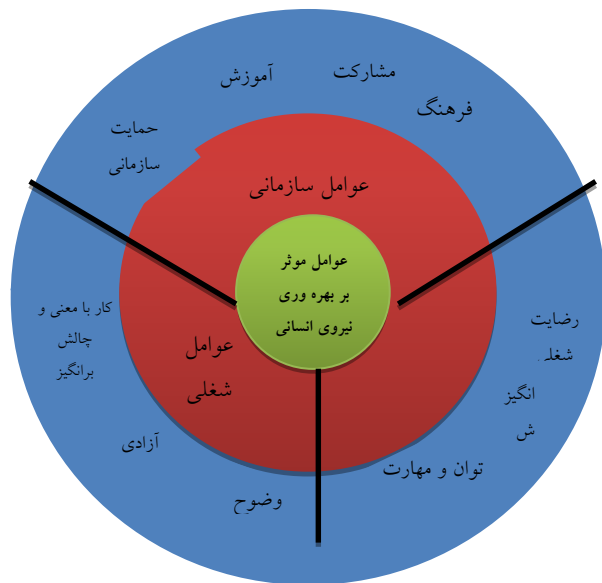 آموزش
مشارکت
فرهنگ
حمایت
سازمانی
عوامل سازمانی
عوامل موثر
بر بهره وری
نیروی انسانی
عوامل
شغلی
کار با معنی و
چالش
برانگیز
آزادی
وضوح
رضایت
انگیز
ش
توان و مهارت